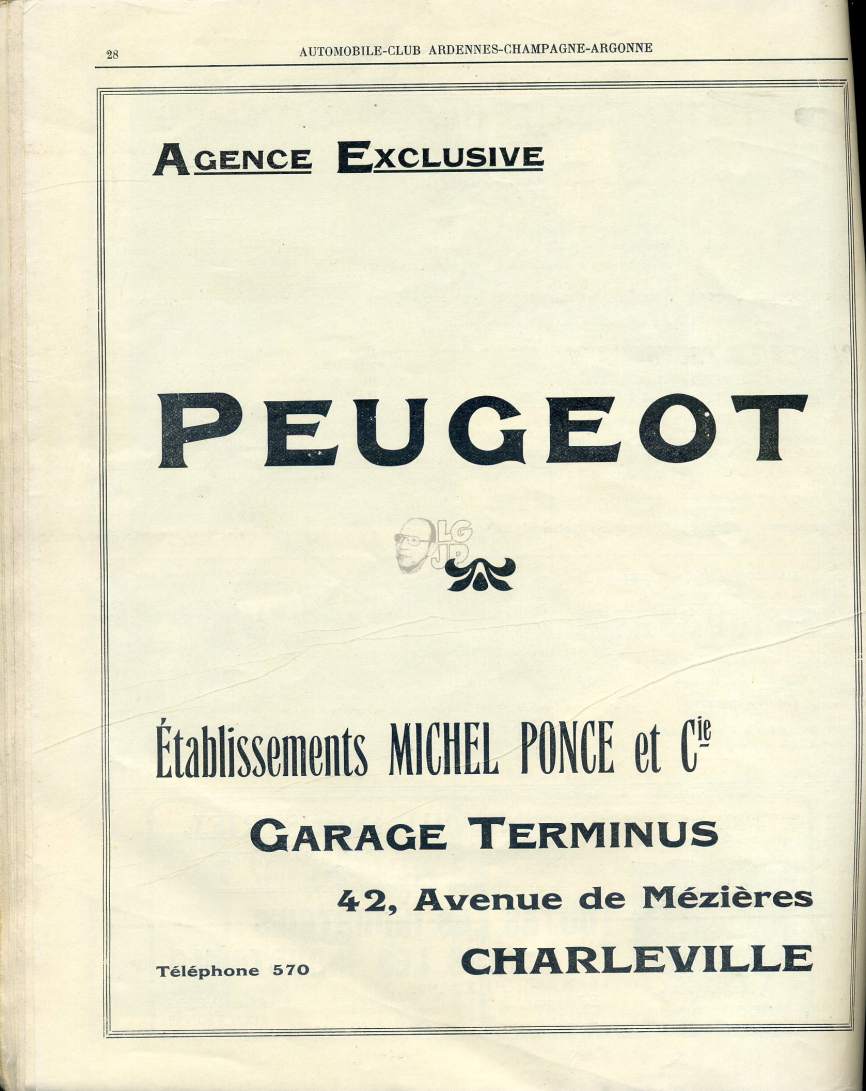 28
AUTOMOBILE-CLUB ARDENNES-CHAMPAGNE-ARGONNE
AGENCE EXCLUSIVE
PEUGEOT
LG
JP
Établissements MICHEL PONCE et Cie
GARAGE TERMINUS
42, Avenue de Mézières
Téléphone 570
CHARLEVILLE